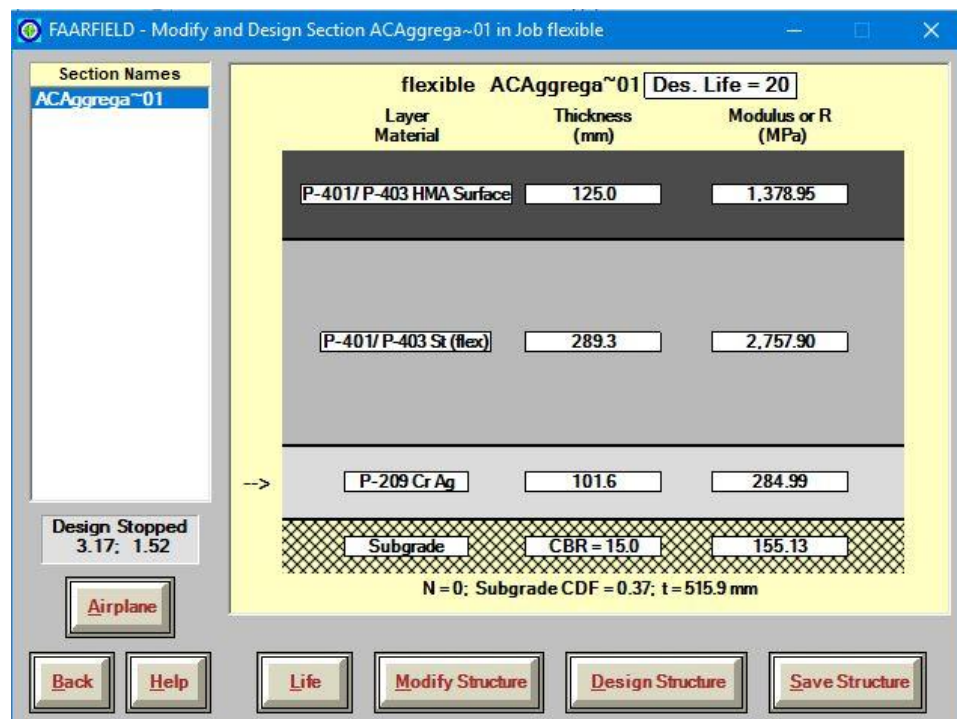 FAARFIELD - Modify and Design Section ACAggrega~01 in Job flexible
Section Names
ACAggrega~01
flexible ACAggrega~01 Des. Life = 20
Layer Material Thickness (mm) Modulus or R (MPa)
P-401/ P-403 HMA Surface 125.0 1,378.95
P-401/ P-403 St (flex) 289.3 2,757.90
--> P-209 Cr Ag 101.6 284.99
Subgrade CBR = 15.0 155.13
N = 0; Subgrade CDF = 0.37; t = 515.9 mm
Design Stopped
3.17; 1.52
Airplane
Back Help Life Modify Structure Design Structure Save Structure